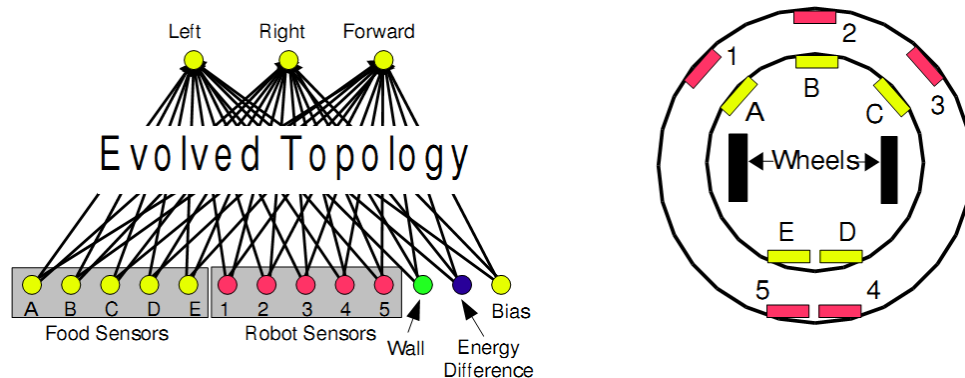 Left Right Forward
Evolved Topology
A B C D E 1 2 3 4 5
Food Sensors Robot Sensors
Wall
Energy
Difference
Bias
1 2 3
A B C
Wheels
E D
5 4